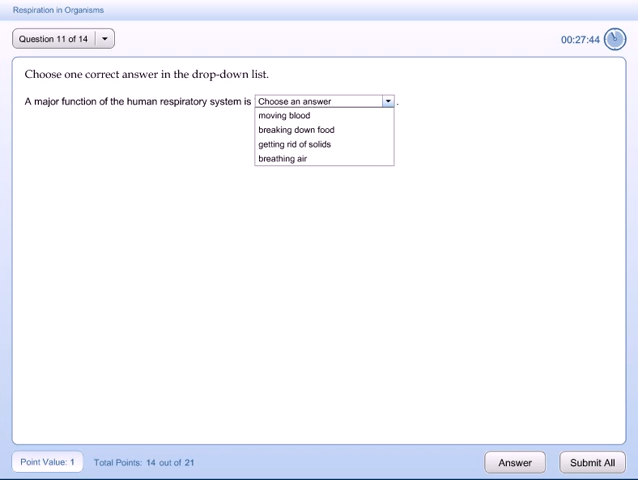 Respiration in Organisms
Question 11 of 14
00:27:44
Choose one correct answer in the drop-down list.
A major function of the human respiratory system is Choose an answer .
moving blood
breaking down food
getting rid of solids
breathing air
Point Value: 1 Total Points: 14 out of 21 Answer Submit All